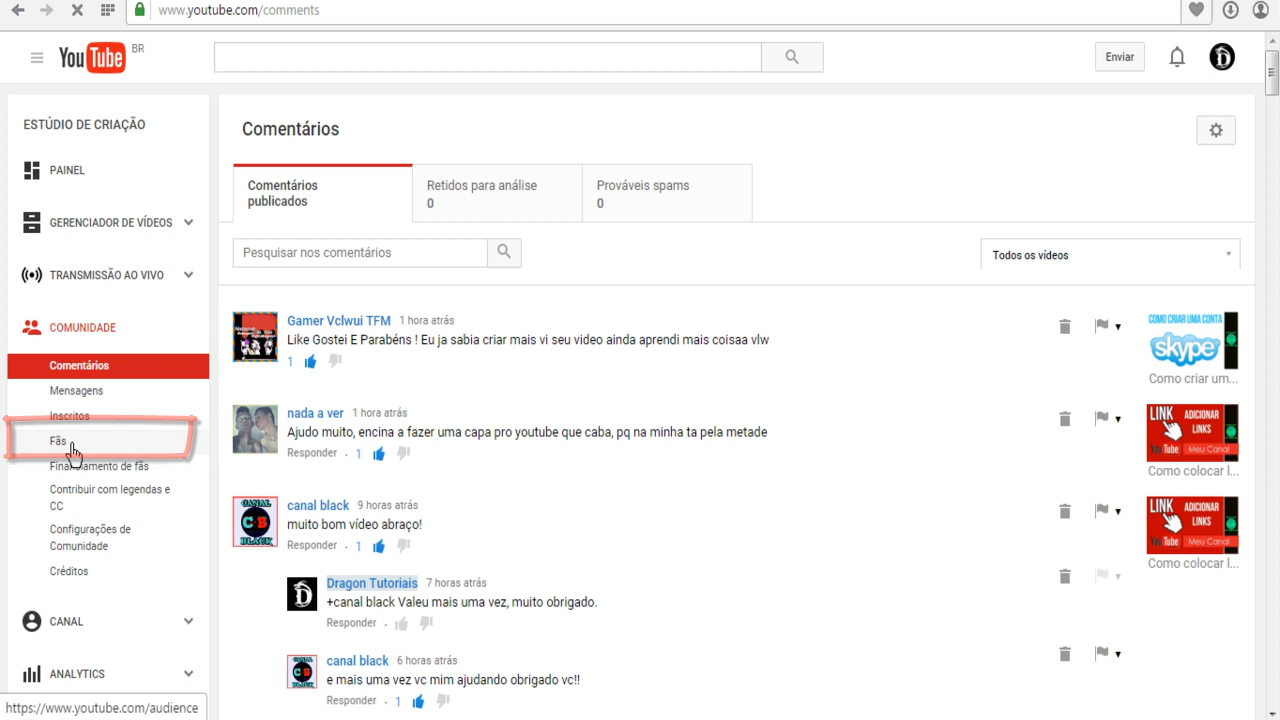 www.youtube.com/comments
YouTube BR
Enviar
ESTÚDIO DE CRIAÇÃO
PAINEL
GERENCIADOR DE VÍDEOS
TRANSMISSÃO AO VIVO
COMUNIDADE
Comentários
Mensagens
Inscritos
Fãs
Financiamento de fãs
Contribuir com legendas e
CC
Configurações de
Comunidade
Créditos
CANAL
ANALYTICS
https://www.youtube.com/audience
Comentários
Comentários
publicados
Retidos para análise
0
Prováveis spams
0
Pesquisar nos comentários
Todos os vídeos
Gamer Vclwui TFM 1 hora atrás
Like Gostei E Parabéns ! Eu ja sabia criar mais vi seu video ainda aprendi mais coisaa vlw
1
COMO CRIAR UMA CONTA
skype
Como criar um...
nada a ver 1 hora atrás
Ajudo muito, encina a fazer uma capa pro youtube que caba, pq na minha ta pela metade
Responder . 1
LINK ADICIONAR
LINKS
YouTube Meu Canal
Como colocar l...
canal black 9 horas atrás
muito bom vídeo abraço!
Responder . 1
CANAL
C·B
BLACK
LINK ADICIONAR
LINKS
YouTube Meu Canal
Como colocar l...
Dragon Tutoriais 7 horas atrás
+canal black Valeu mais uma vez, muito obrigado.
Responder .
canal black 6 horas atrás
e mais uma vez vc mim ajudando obrigado vc!!
Responder . 1